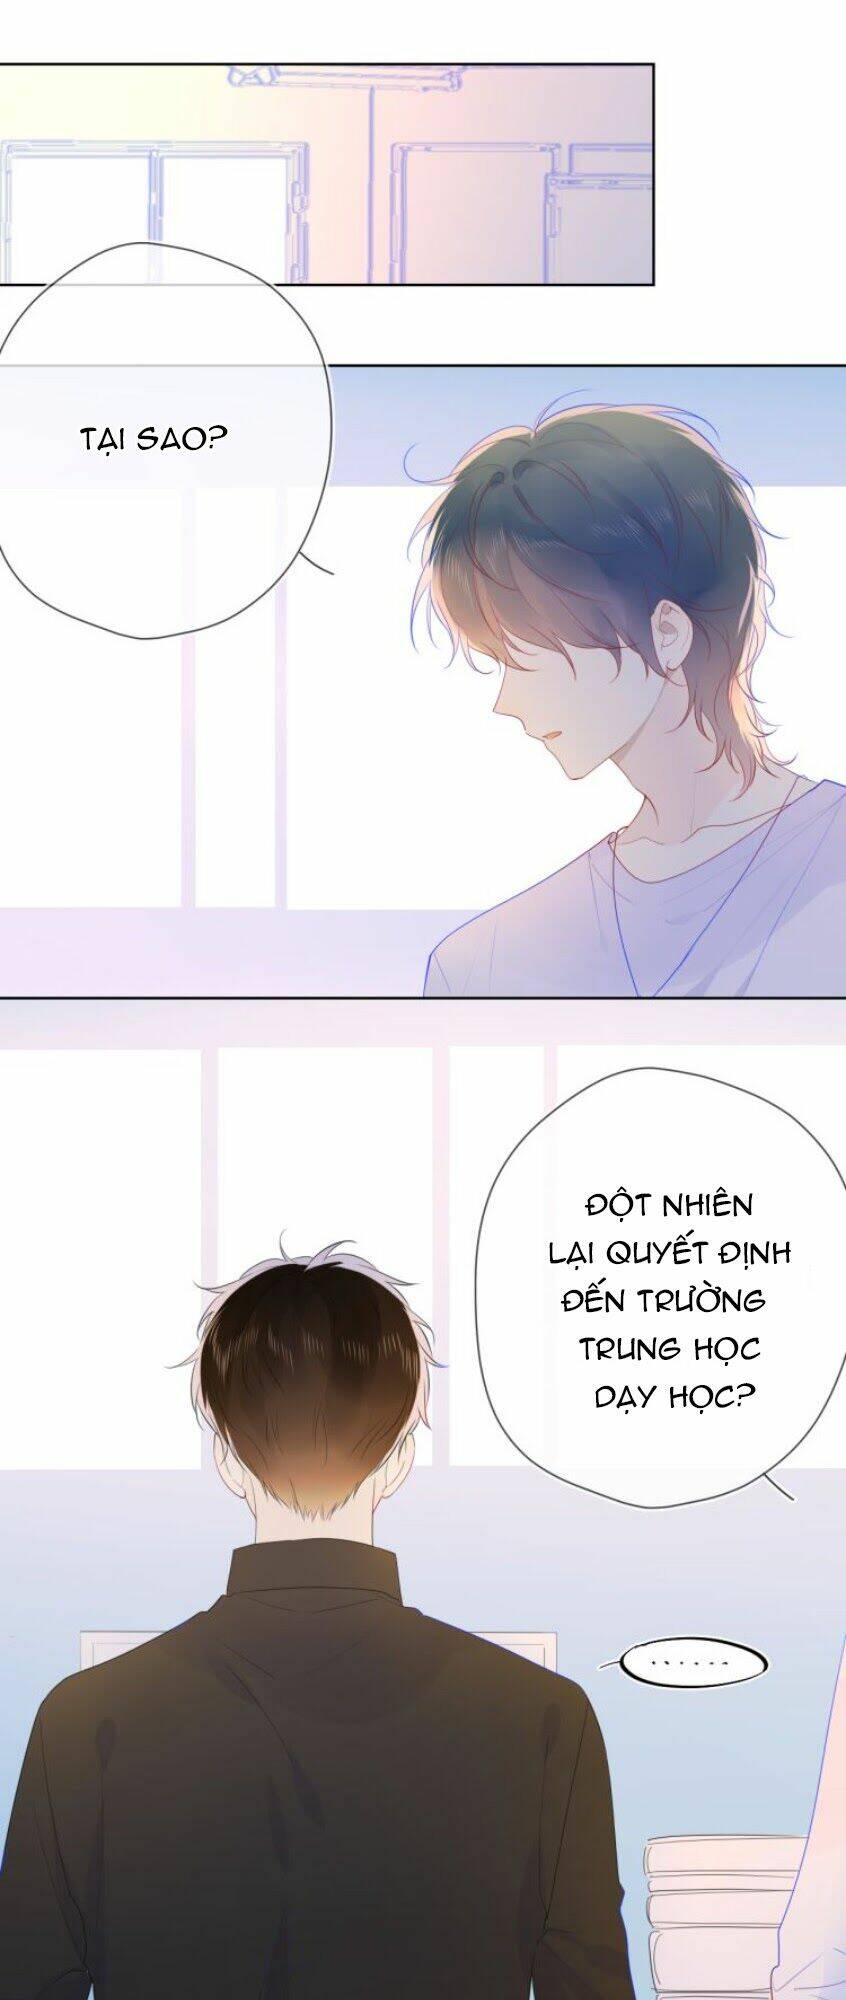 TẠI SAO?
ĐỘT NHIÊN
LẠI QUYẾT ĐỊNH
ĐẾN TRƯỜNG
TRUNG HỌC
DẠY HỌC?
......